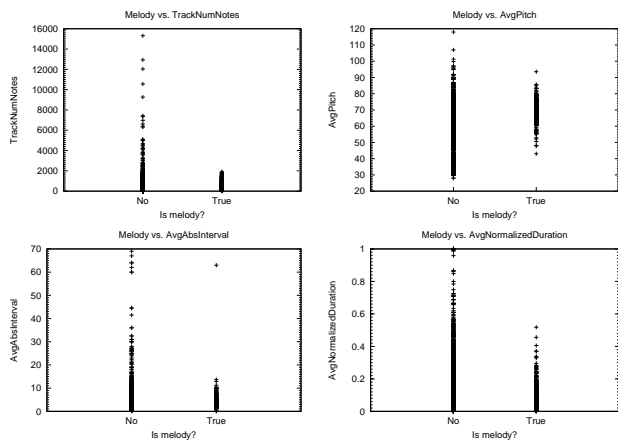 Melody vs. TrackNumNotes
16000
14000
12000
10000
8000
6000
4000
2000
0
TrackNumNotes
No
True
Is melody?
Melody vs. AvgPitch
120
110
100
90
80
70
60
50
40
30
20
AvgPitch
No
True
Is melody?
Melody vs. AvgAbsInterval
70
60
50
40
30
20
10
0
AvgAbsInterval
No
True
Is melody?
Melody vs. AvgNormalizedDuration
1
0.8
0.6
0.4
0.2
0
AvgNormalizedDuration
No
True
Is melody?